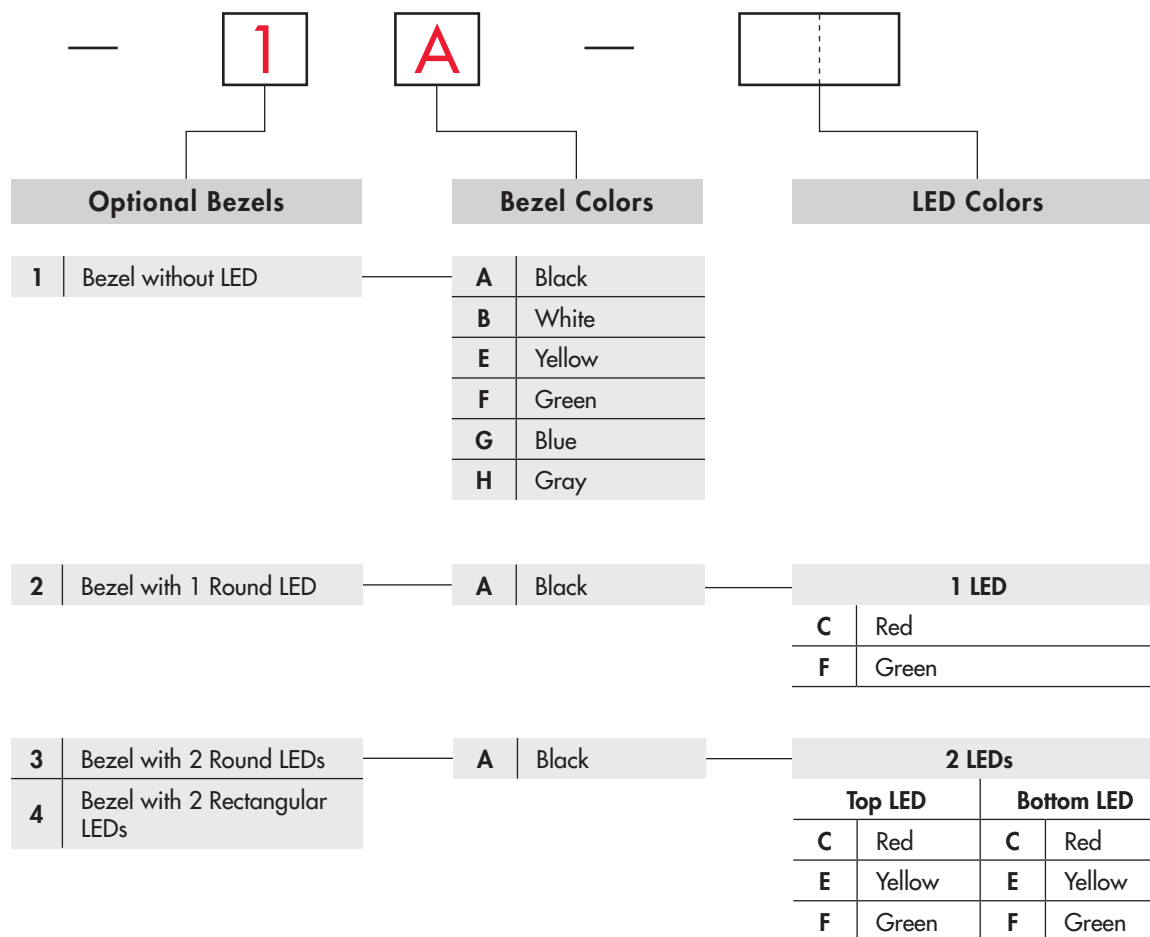 — 1 A —
Optional Bezels Bezel Colors LED Colors
1 Bezel without LED A Black
B White
E Yellow
F Green
G Blue
H Gray
2 Bezel with 1 Round LED A Black 1 LED
C Red
F Green
3 Bezel with 2 Round LEDs A Black 2 LEDs
4 Bezel with 2 Rectangular
LEDs
Top LED Bottom LED
C Red C Red
E Yellow E Yellow
F Green F Green